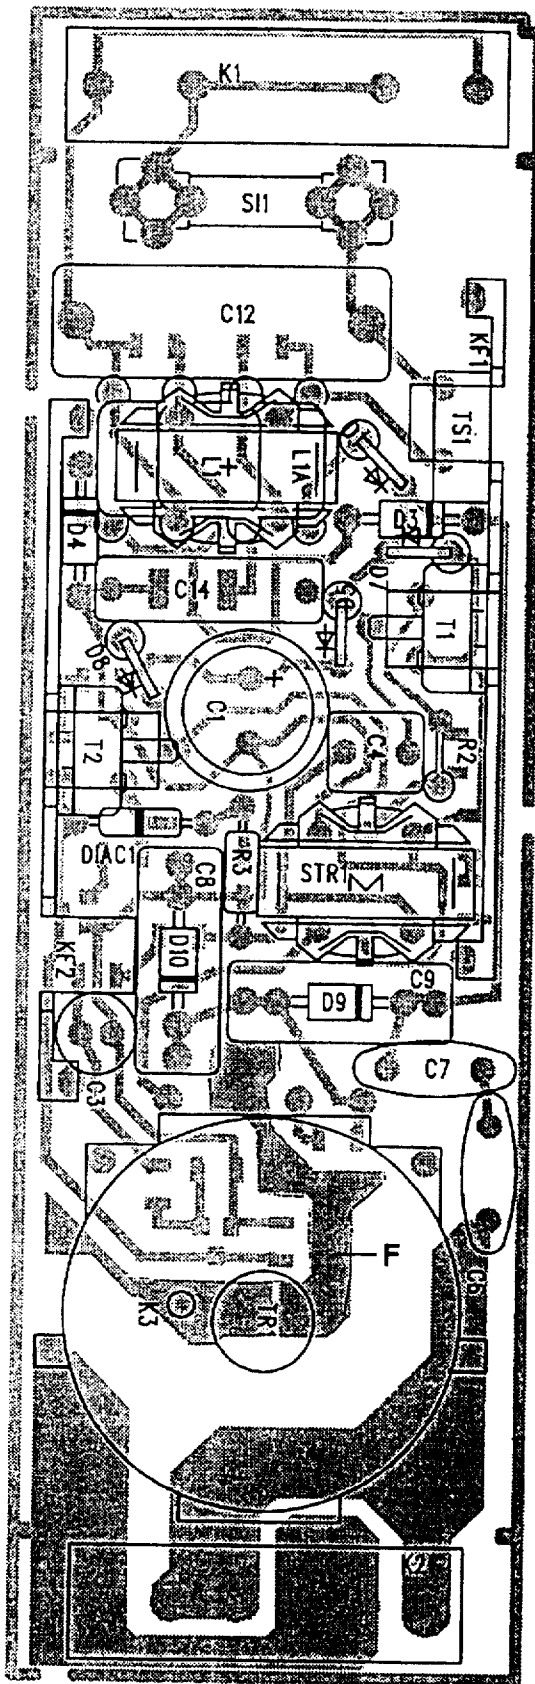 K1
SI1
C12
KF1
TS1
L1
+
L1A
D4
D3
C14
T1
D8
C1
+
T2
C4
R2
DIAC1
C8
R3
STR1
D10
KF2
C9
D9
C3
C7
F
C6
K3
TR1
K2